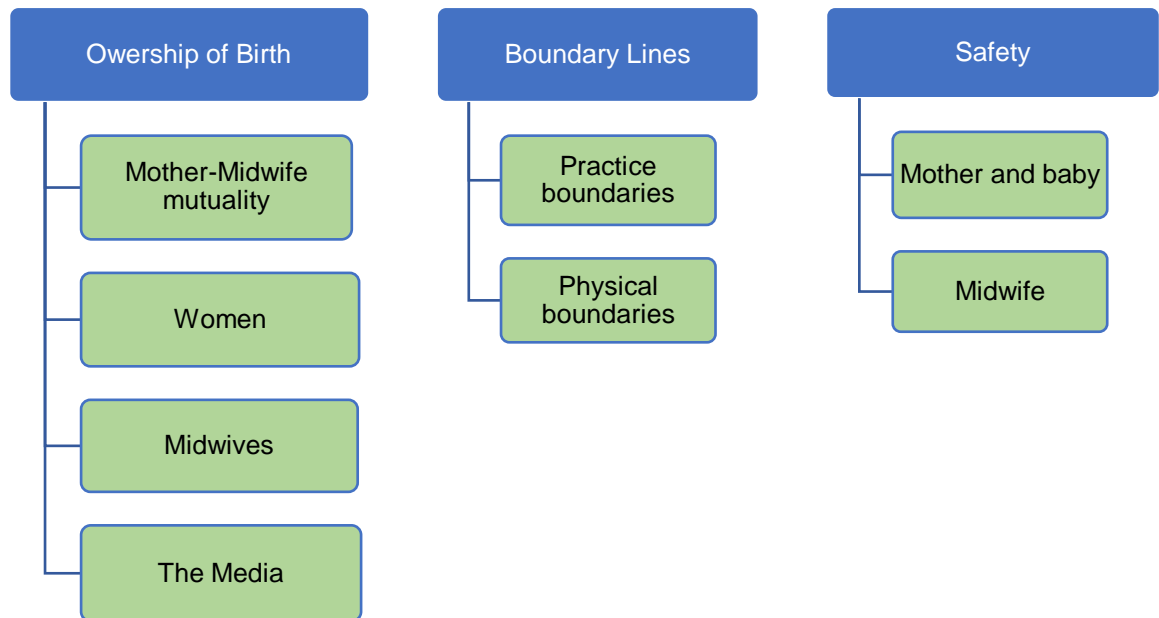 Owership of Birth
Mother-Midwife
mutuality
Women
Midwives
The Media
Boundary Lines
Practice
boundaries
Physical
boundaries
Safety
Mother and baby
Midwife